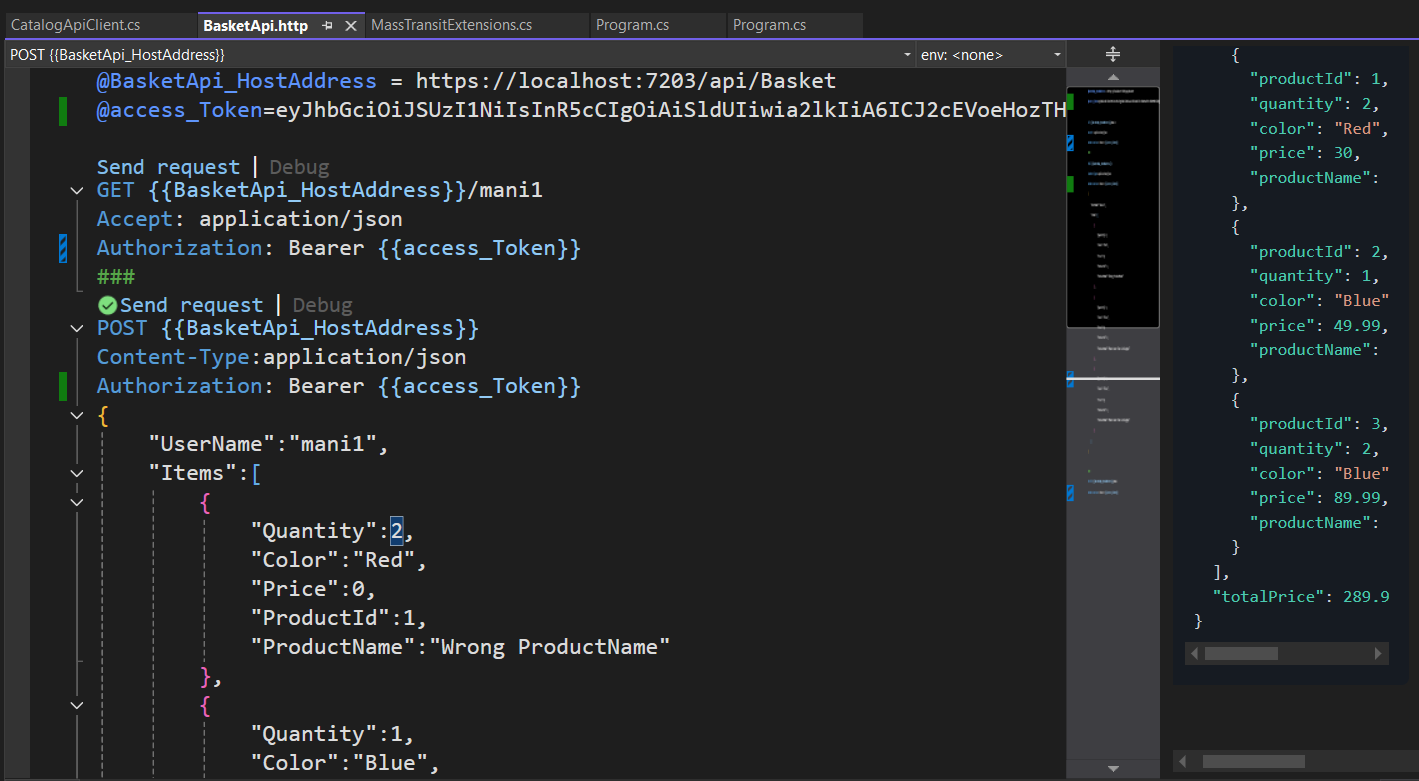 CatalogApiClient.cs
BasketApi.http
MassTransitExtensions.cs
Program.cs
Program.cs
POST {{BasketApi_HostAddress}}
env: <none>
@BasketApi_HostAddress = https://localhost:7203/api/Basket
@access_Token=eyJhbGciOiJSUzI1NiIsInR5cCIgOiAiSldUIiwia2lkIiA6ICJ2cEVoeHozTH
Send request | Debug
GET {{BasketApi_HostAddress}}/mani1
Accept: application/json
Authorization: Bearer {{access_Token}}
###
Send request | Debug
POST {{BasketApi_HostAddress}}
Content-Type:application/json
Authorization: Bearer {{access_Token}}
{
"UserName":"mani1",
"Items":[
{
"Quantity":2,
"Color":"Red",
"Price":0,
"ProductId":1,
"ProductName":"Wrong ProductName"
},
{
"Quantity":1,
"Color":"Blue",
{
"productId": 1,
"quantity": 2,
"color": "Red",
"price": 30,
"productName":
},
{
"productId": 2,
"quantity": 1,
"color": "Blue"
"price": 49.99,
"productName":
},
{
"productId": 3,
"quantity": 2,
"color": "Blue"
"price": 89.99,
"productName":
}
],
"totalPrice": 289.9
}